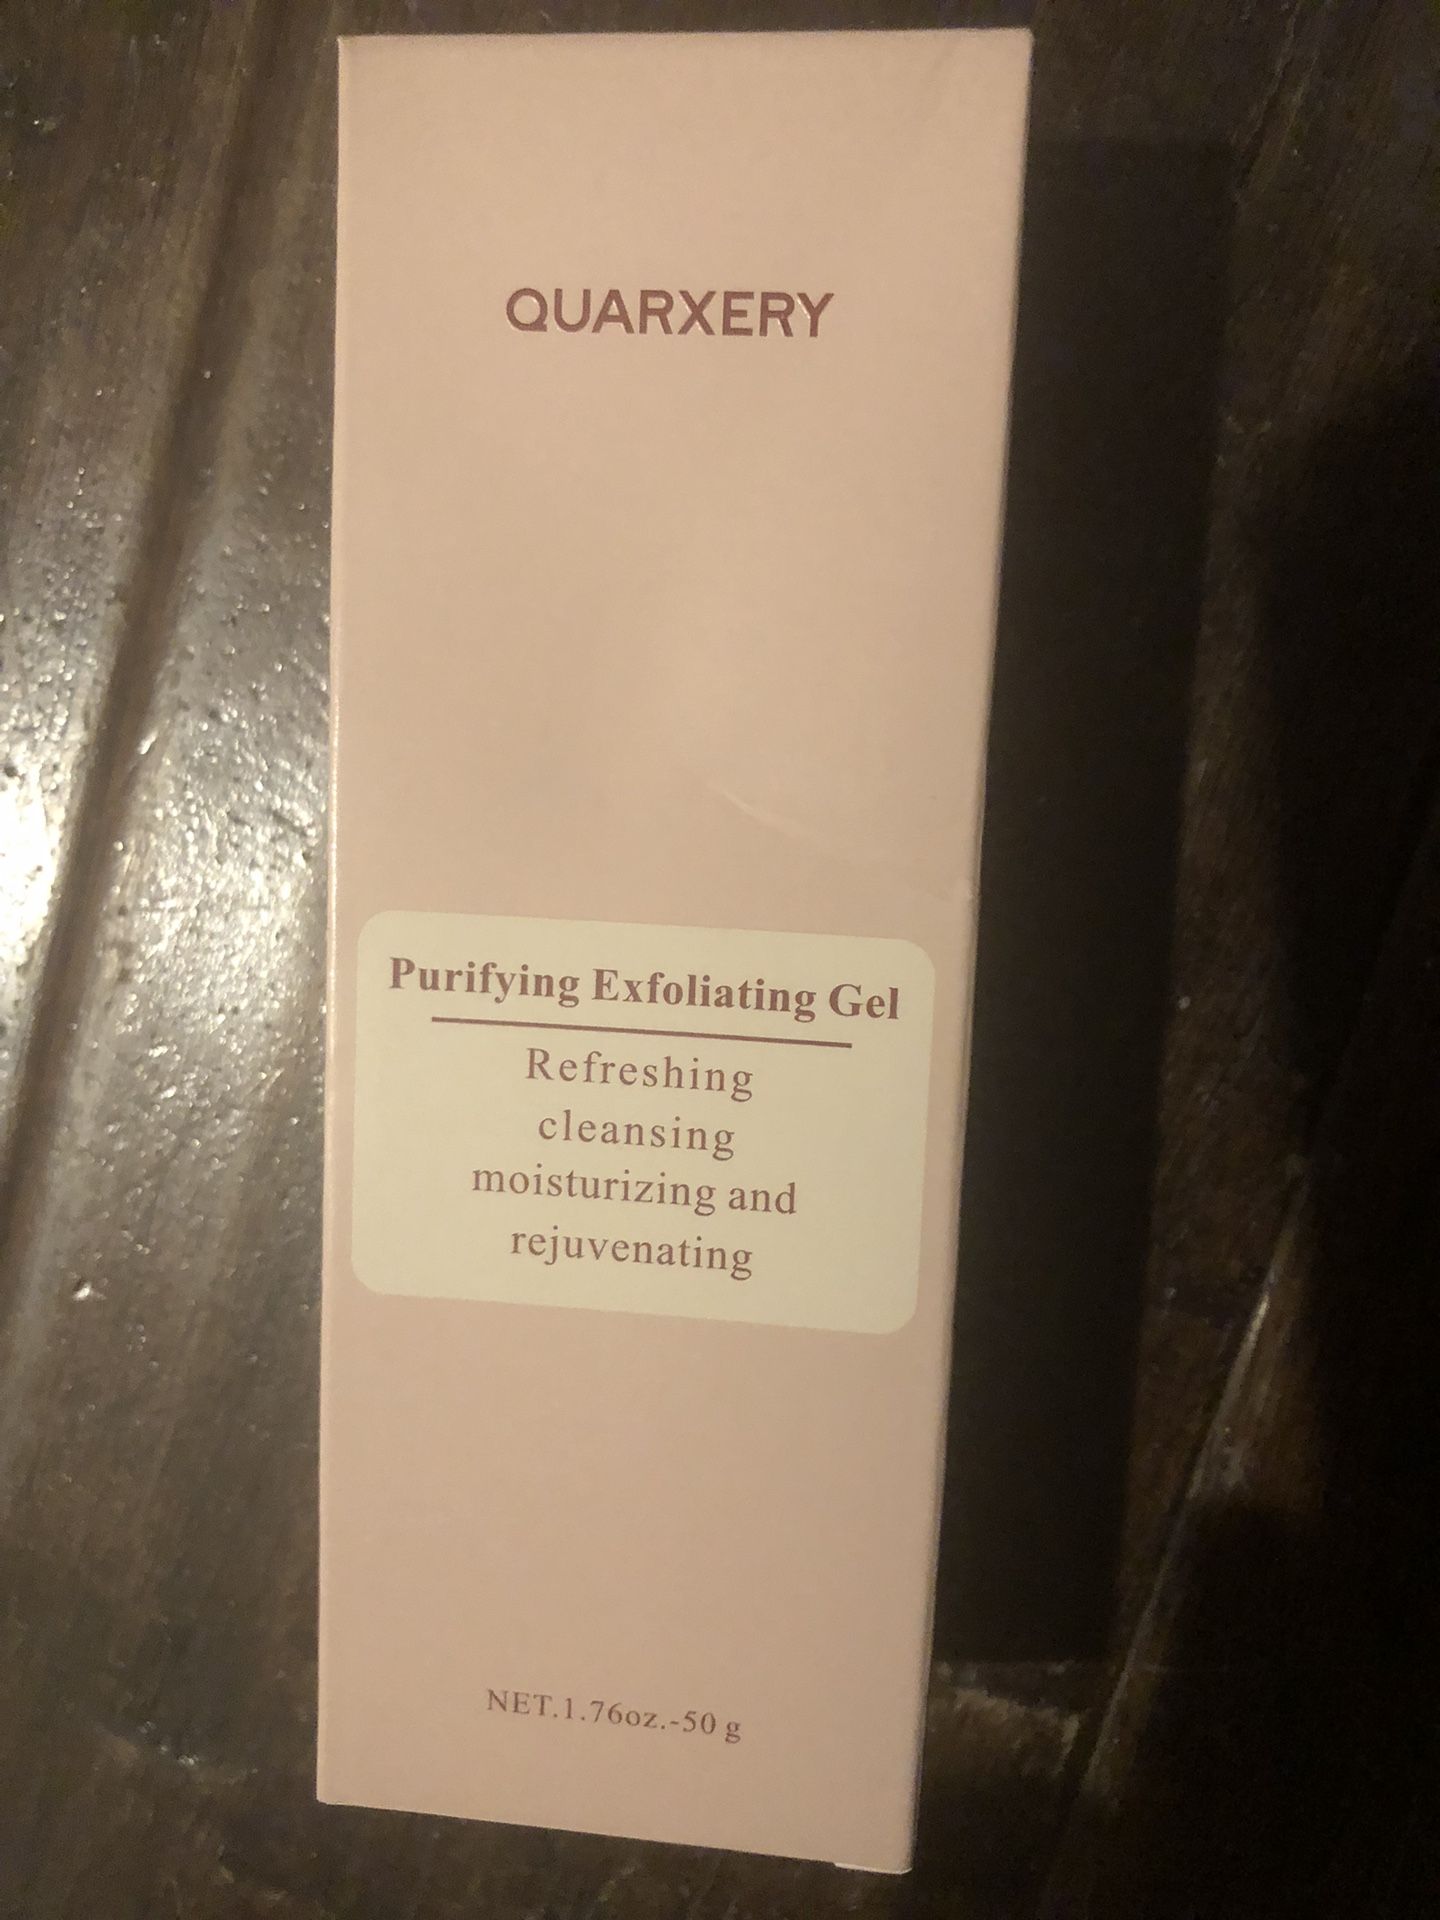 QUARXERY
Purifying Exfoliating Gel
Refreshing
cleansing
moisturizing and
rejuvenating
NET.1.76oz.-50 g